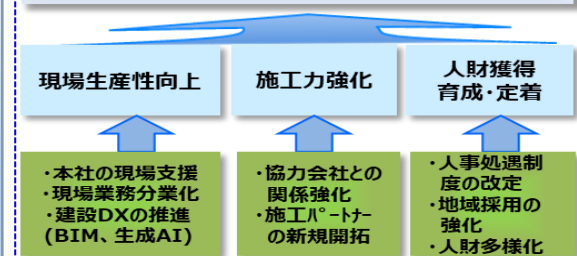 現場生産性向上
施工力強化
人財獲得
育成・定着
・本社の現場支援
・現場業務分業化
・建設DXの推進
(BIM、生成AI)
・協力会社との
関係強化
・施工ﾊﾟｰﾄﾅｰ
の新規開拓
・人事処遇制
度の改定
・地域採用の
強化
・人財多様化